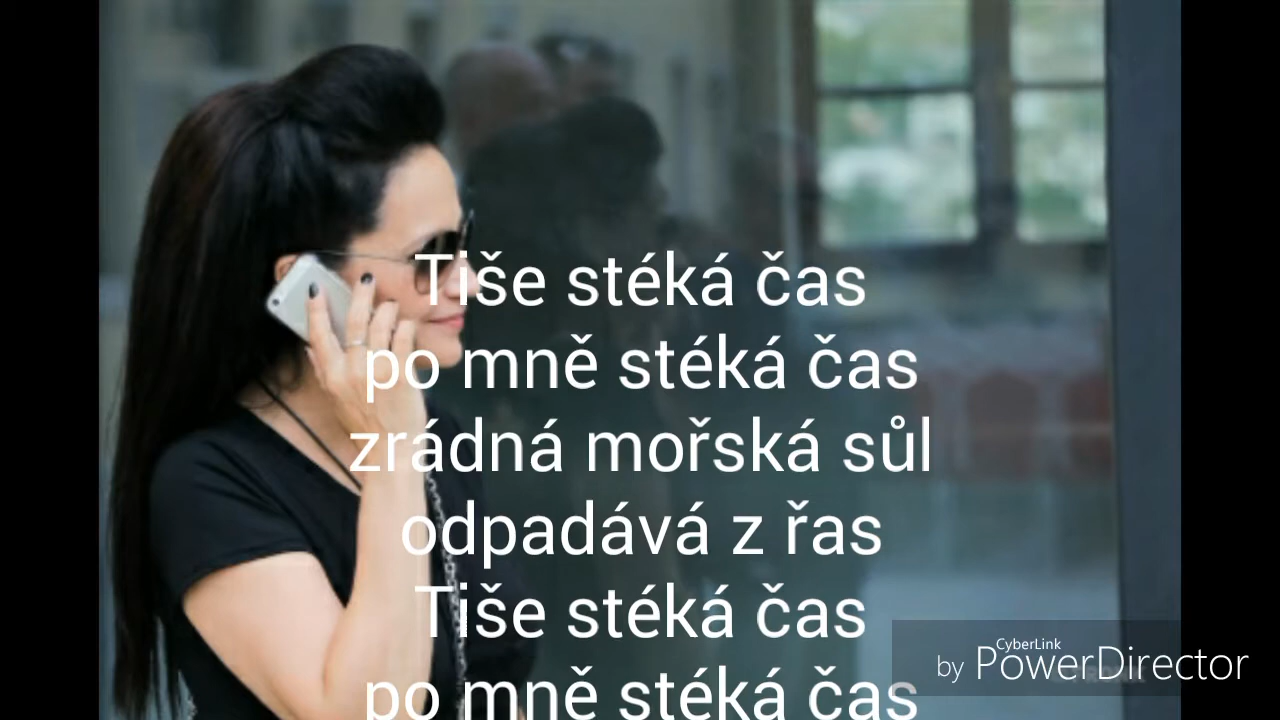 Tiše stéká čas
po mně stéká čas
zrádná mořská sůl
odpadává z řas
Tiše stéká čas
po mně stéká čas
CyberLink
by PowerDirector